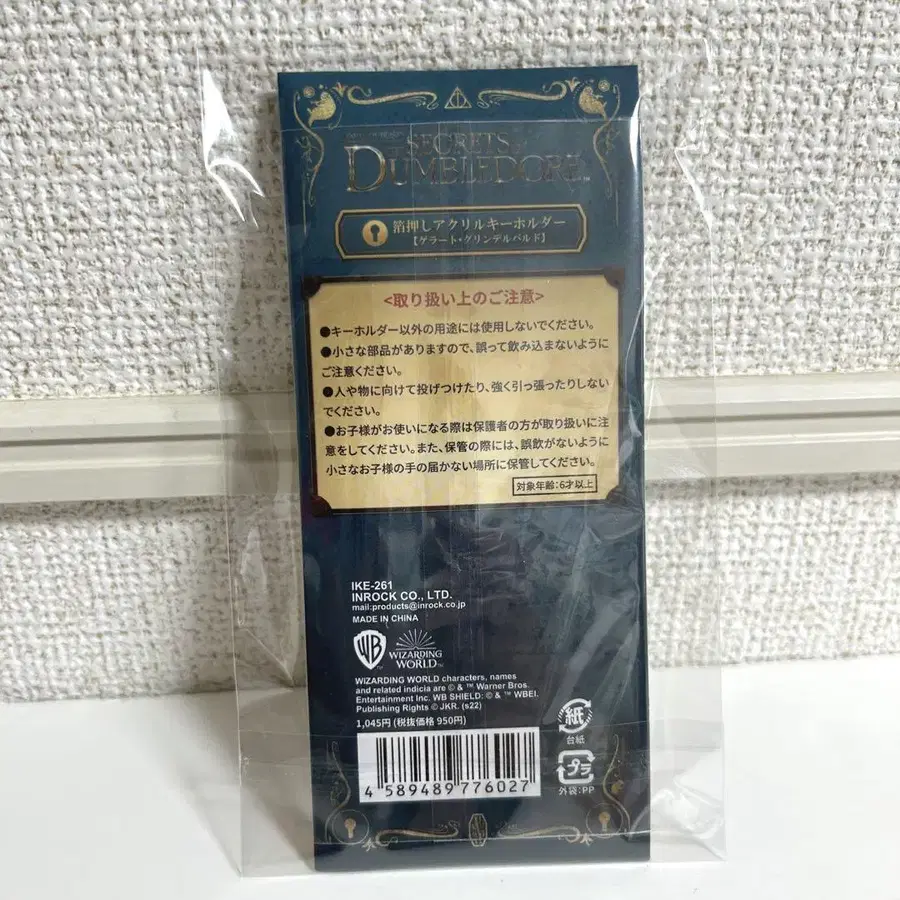 SECRETS OF
DUMBLEDORE™
箔押しアクリルキーホルダー
【ゲラート・グリンデルバルド】
<取り扱い上のご注意>
●キーホルダー以外の用途には使用しないでください。
●小さな部品がありますので、誤って飲み込まないように
ご注意ください。
●人や物に向けて投げつけたり、強く引っ張ったりしない
でください。
●お子様がお使いになる際は保護者の方が取り扱いに注
意をしてください。また、保管の際には、誤飲がないように
小さなお子様の手の届かない場所に保管してください。
対象年齢:6才以上
IKE-261
INROCK CO., LTD.
mail:products@inrock.co.jp
MADE IN CHINA
WB
WIZARDING
WORLD™
WIZARDING WORLD characters, names
and related indicia are © & ™ Warner Bros.
Entertainment Inc. WB SHIELD: © & ™ WBEI.
Publishing Rights © JKR. (s22)
1,045円 (税抜価格 950円)
4 589489 776027
紙
台紙
プラ
外袋:PP